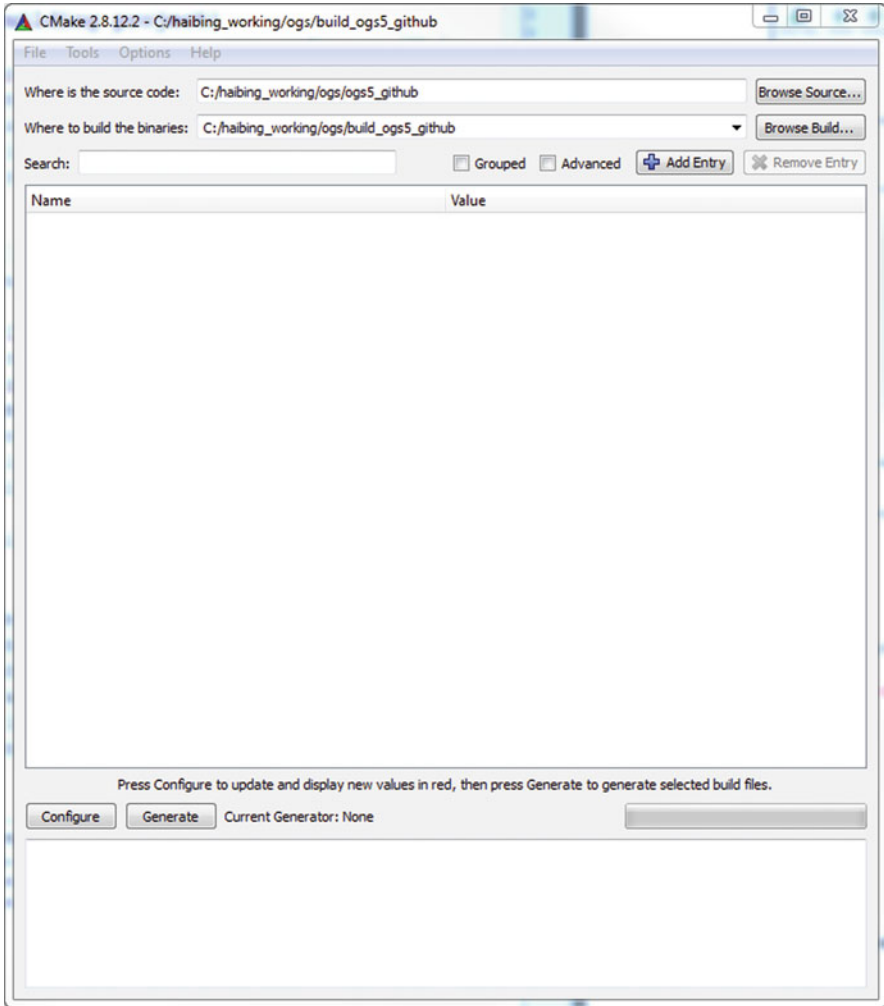 CMake 2.8.12.2 - C:/haibing_working/ogs/build_ogs5_github
File Tools Options Help
Where is the source code: C:/haibing_working/ogs/ogs5_github Browse Source...
Where to build the binaries: C:/haibing_working/ogs/build_ogs5_github Browse Build...
Search: Grouped Advanced Add Entry Remove Entry
Name Value
Press Configure to update and display new values in red, then press Generate to generate selected build files.
Configure Generate Current Generator: None